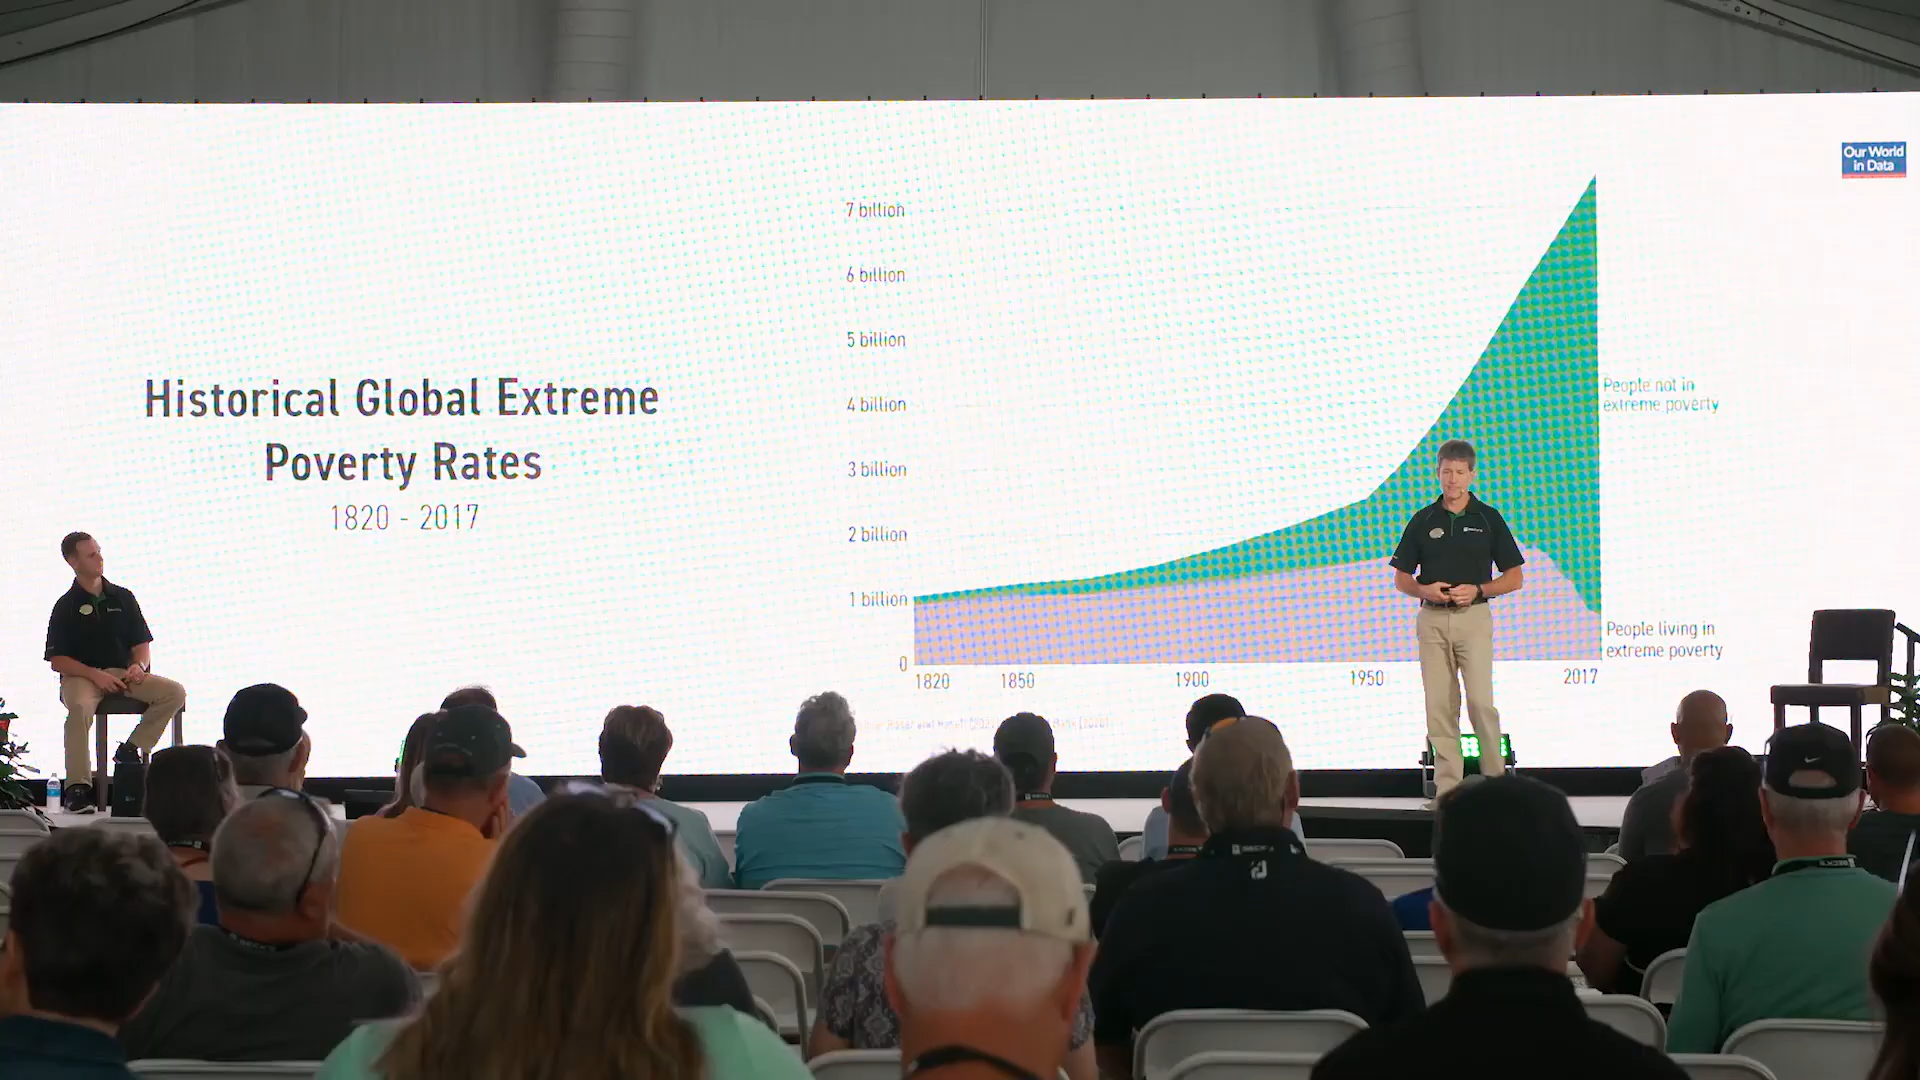 Our World
in Data
7 billion
6 billion
5 billion
4 billion
3 billion
2 billion
1 billion
0
Historical Global Extreme
Poverty Rates
1820 - 2017
People not in
extreme poverty
People living in
extreme poverty
1820 1850 1900 1950 2017
BECK'S
BECK'S